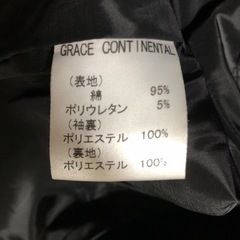 GRACE CONTINENTAL
(表地)
綿 95%
ポリウレタン 5%
(袖裏)
ポリエステル 100%
(裏地)
ポリエステル 100%